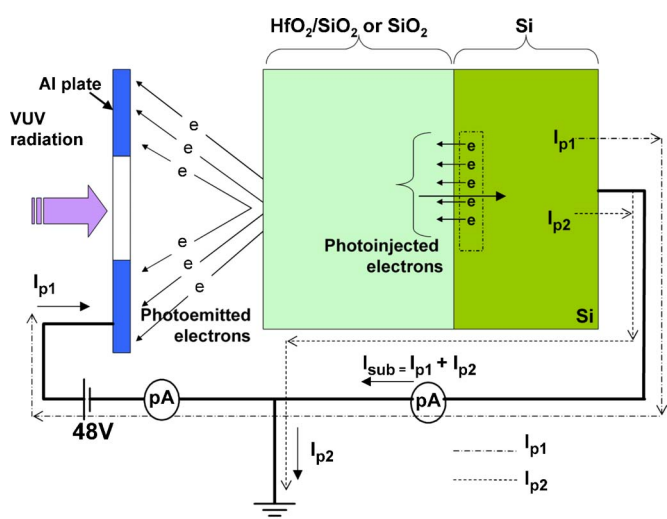 HfO₂/SiO₂ or SiO₂
Si
Al plate
VUV
radiation
e
e
e
e
e
e
e
e
e
e
e
Photoinjected
electrons
Photoemitted
electrons
Iₚ₁
Iₚ₁
Iₚ₂
Si
I_sub = Iₚ₁ + Iₚ₂
pA
pA
48V
Iₚ₂
Iₚ₁
Iₚ₂